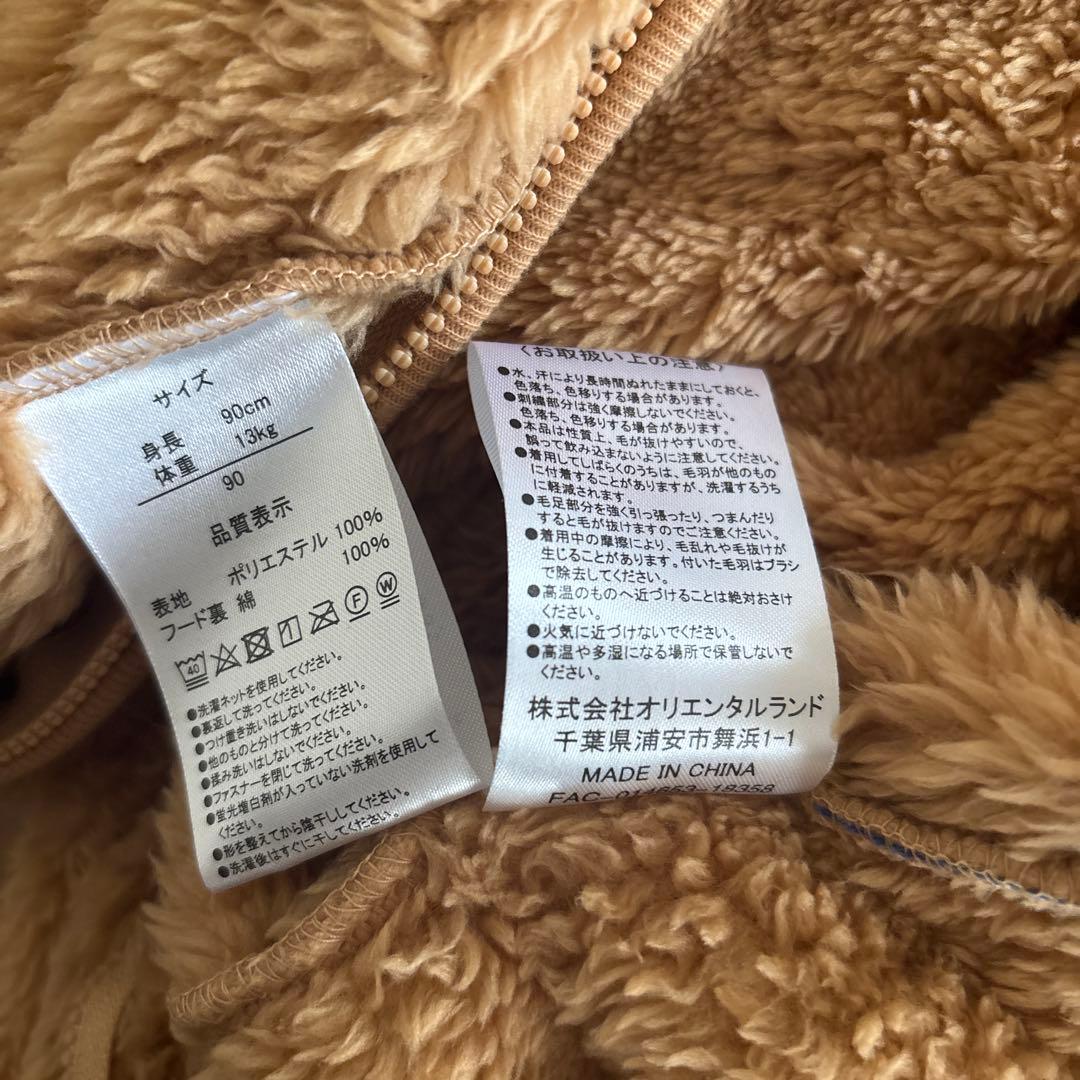 サイズ
身長 90cm
体重 13kg
90
品質表示
表地 ポリエステル 100%
フード裏 綿 100%
40 F W
●洗濯ネットを使用してください。
●裏返して洗ってください。
●つけ置き洗いはしないでください。
●他のものと分けて洗ってください。
●揉み洗いはしないでください。
●ファスナーを閉じて洗ってください。
●蛍光増白剤が入っていない洗剤を使用して
ください。
●形を整えてから陰干ししてください。
●洗濯後はすぐに干してください。
〈お取扱い上の注意〉
●水、汗により長時間ぬれたままにしておくと、
色落ち、色移りする場合があります。
●刺繍部分は強く摩擦しないでください。
色落ち、色移りする場合があります。
●本品は性質上、毛が抜けやすいので、
誤って飲み込まないように注意してください。
●着用してしばらくのうちは、毛羽が他のもの
に付着することがありますが、洗濯するうち
に軽減されます。
●毛足部分を強く引っ張ったり、つまんだり
すると毛が抜けますのでご注意ください。
●着用中の摩擦により、毛乱れや毛抜けが
生じることがあります。付いた毛羽はブラシ
で除去してください。
●高温のものへ近づけることは絶対おさけ
ください。
●火気に近づけないでください。
●高温や多湿になる場所で保管しないで
ください。
株式会社オリエンタルランド
千葉県浦安市舞浜1-1
MADE IN CHINA
FAC-014653-18358